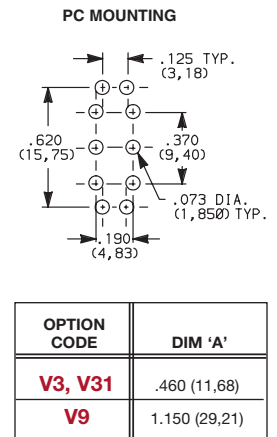 PC MOUNTING
.125 TYP.
(3,18)
.620
(15,75)
.370
(9,40)
.073 DIA.
(1,850) TYP.
.190
(4,83)
OPTION CODE DIM ‘A’
V3, V31 .460 (11,68)
V9 1.150 (29,21)